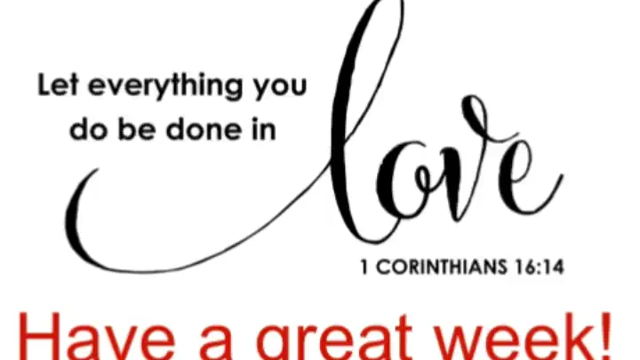 Let everything you
do be done in
love
1 CORINTHIANS 16:14
Have a great week!